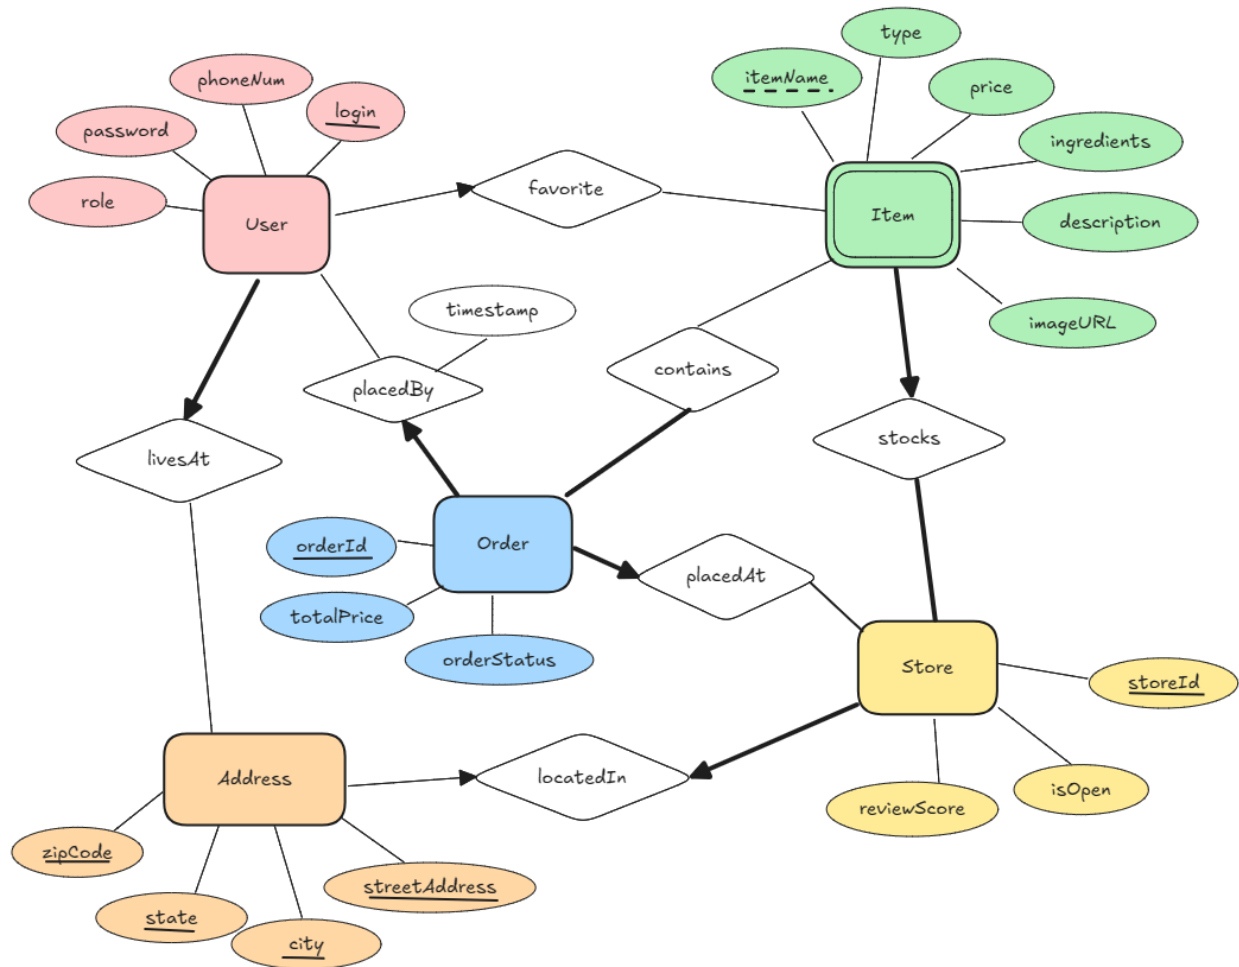 type
itemName
phoneNum
price
login
password
ingredients
favorite
role
Item
User
description
timestamp
imageURL
contains
placedBy
stocks
livesAt
orderId
Order
placedAt
totalPrice
orderStatus
Store
storeId
Address
locatedIn
isOpen
reviewScore
zipCode
streetAddress
state
city